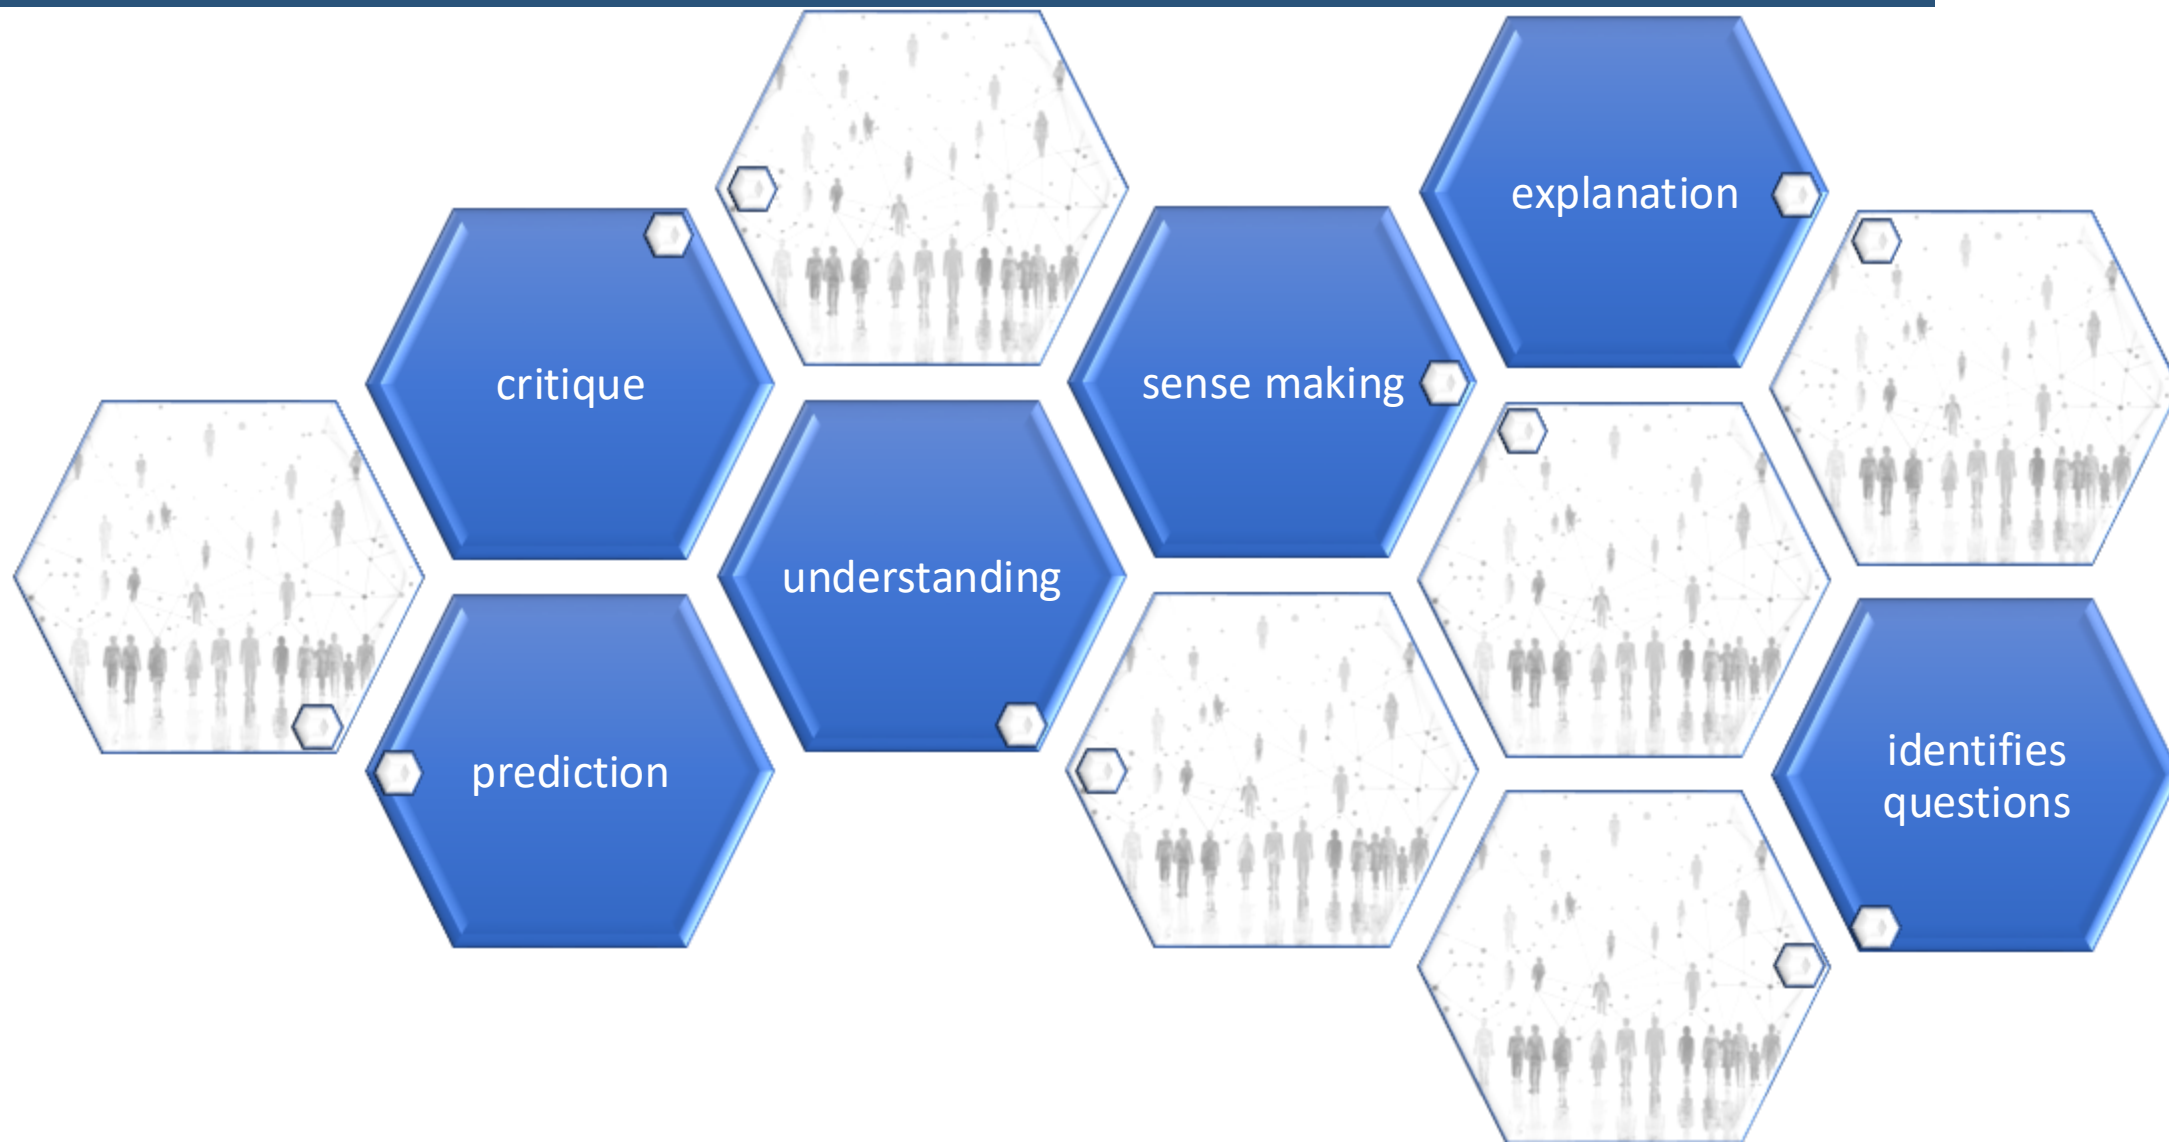 explanation
critique
sense making
understanding
prediction
identifies
questions